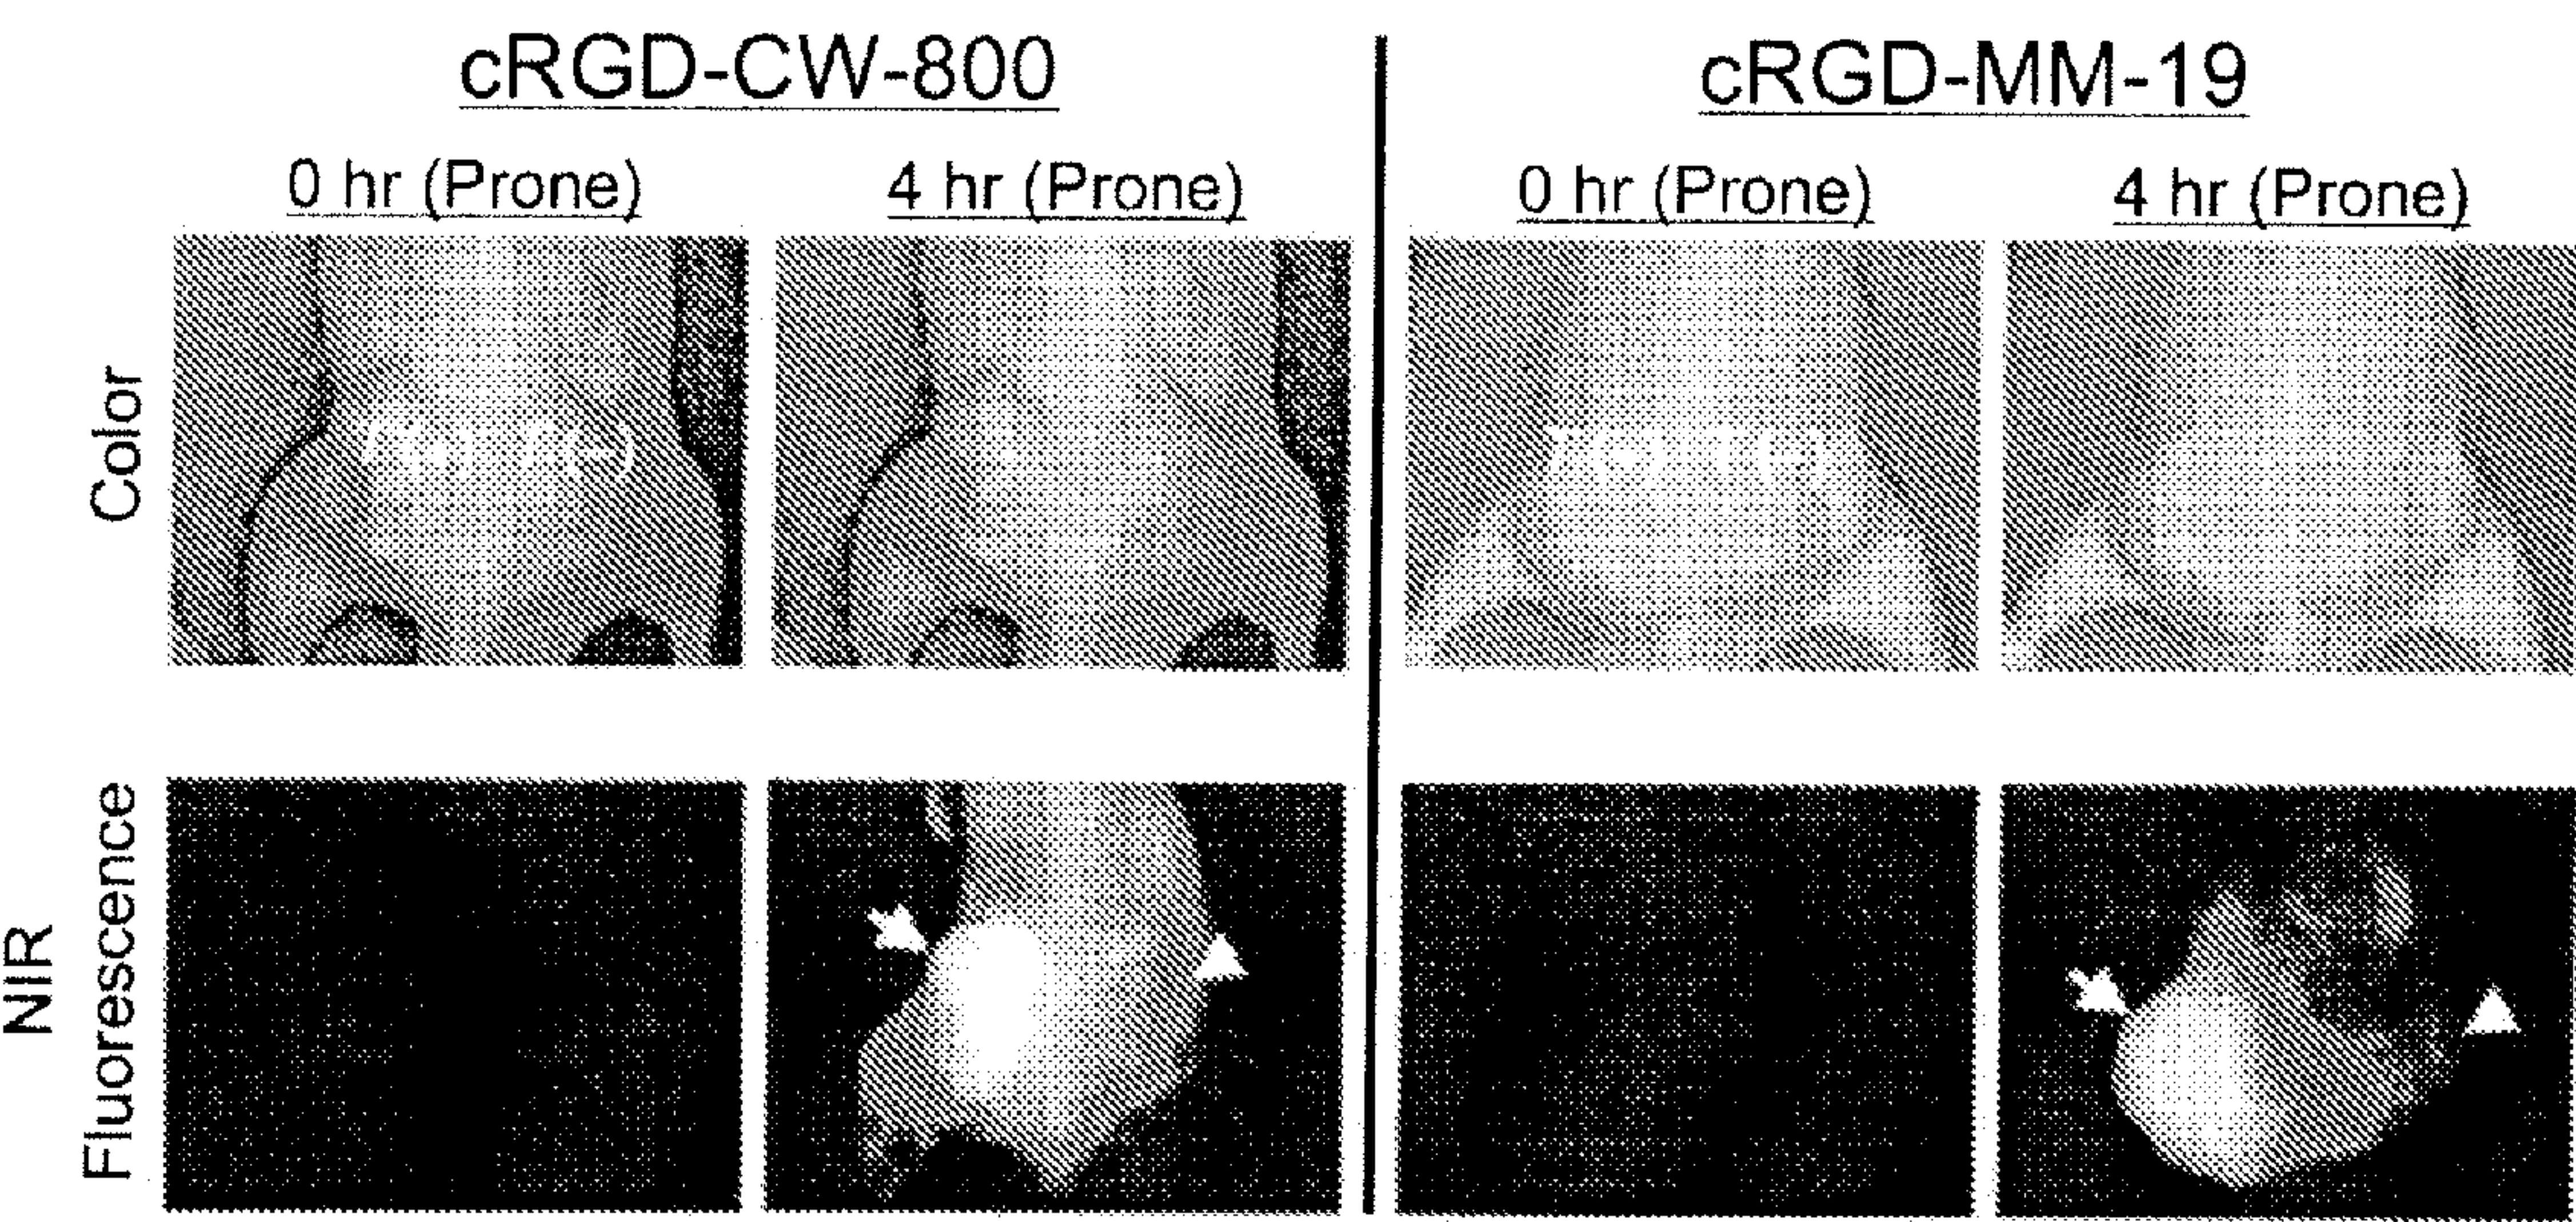 cRGD-CW-800
cRGD-MM-19
0 hr (Prone)
4 hr (Prone)
0 hr (Prone)
4 hr (Prone)
Color
NIR
Fluorescence